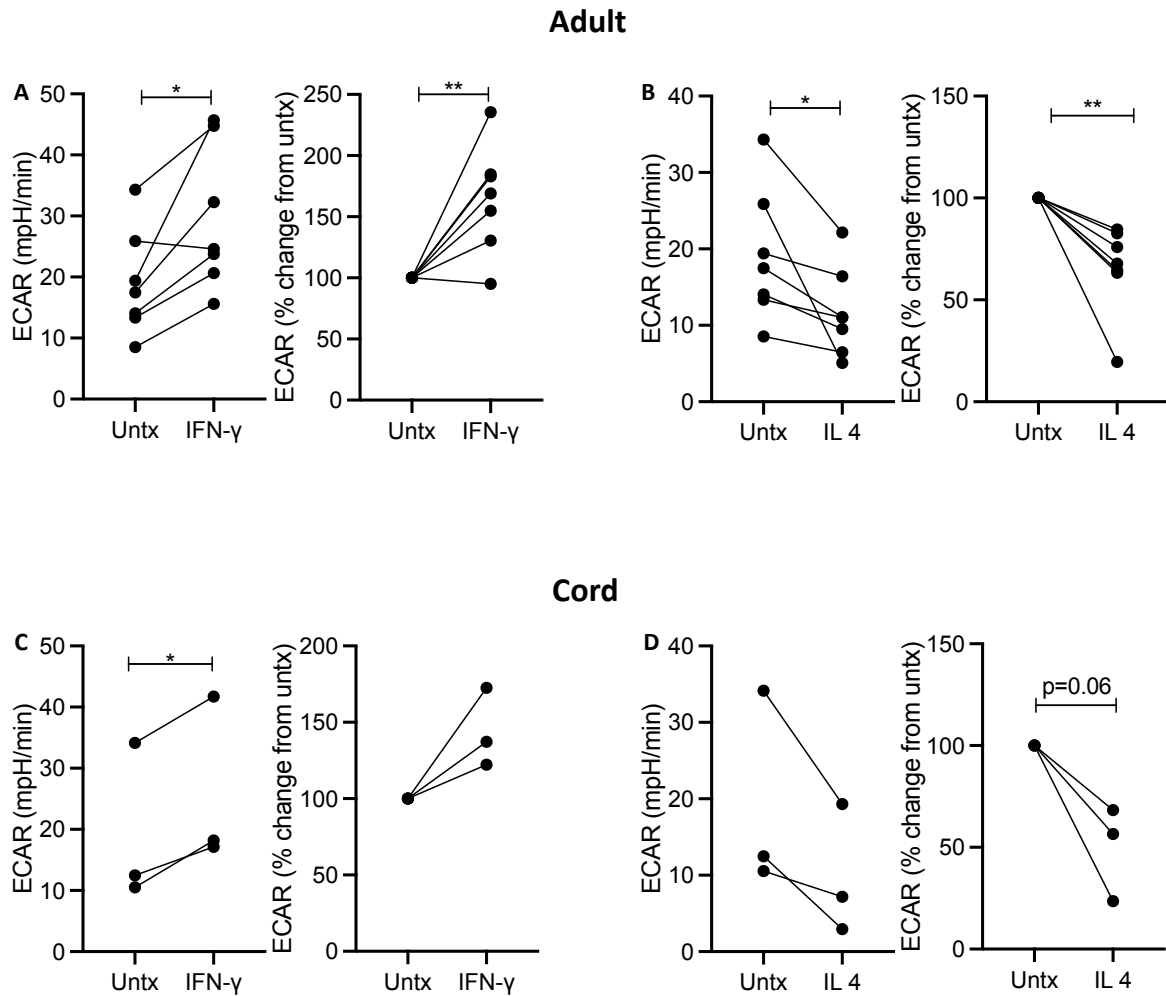 Adult
A
ECAR (mpH/min)
50
40
30
20
10
0
*
Untx IFN-γ
ECAR (% change from untx)
250
200
150
100
50
0
**
Untx IFN-γ
B
ECAR (mpH/min)
40
30
20
10
0
*
Untx IL 4
ECAR (% change from untx)
150
100
50
0
**
Untx IL 4
Cord
C
ECAR (mpH/min)
50
40
30
20
10
0
*
Untx IFN-γ
ECAR (% change from untx)
200
150
100
50
0
Untx IFN-γ
D
ECAR (mpH/min)
40
30
20
10
0
Untx IL 4
ECAR (% change from untx)
150
100
50
0
p=0.06
Untx IL 4